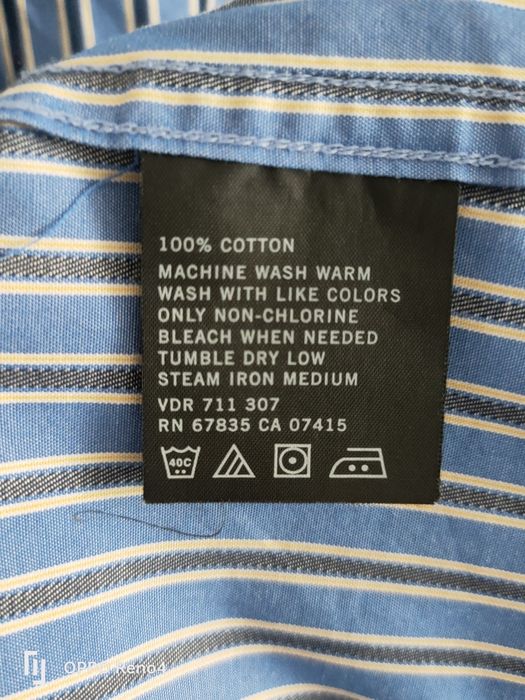 100% COTTON
MACHINE WASH WARM
WASH WITH LIKE COLORS
ONLY NON-CHLORINE
BLEACH WHEN NEEDED
TUMBLE DRY LOW
STEAM IRON MEDIUM
VDR 711 307
RN 67835 CA 07415
40C